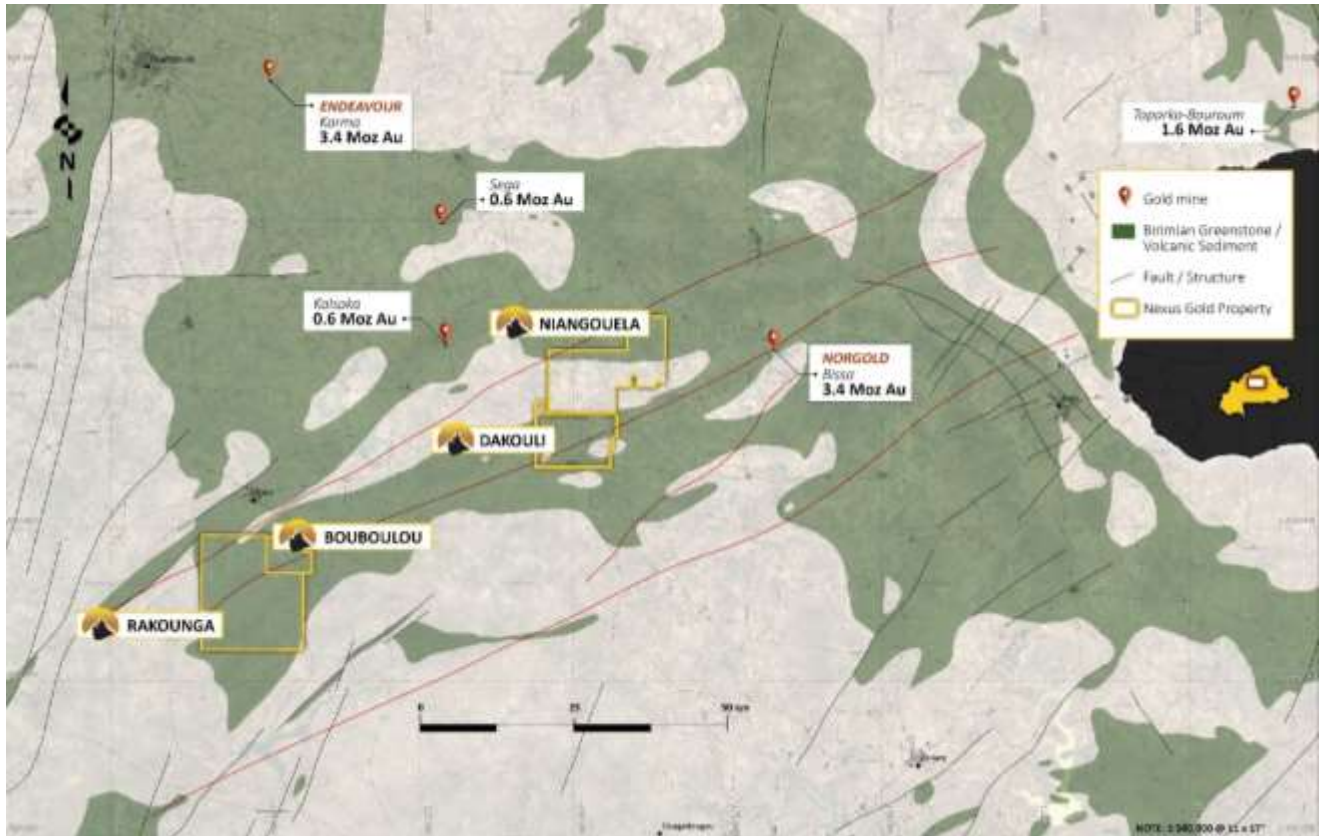 ENDEAVOUR
Karma
3.4 Moz Au
Taparko-Bouroum
1.6 Moz Au
Sega
0.6 Moz Au
N
Gold mine
Birimian Greenstone /
Volcanic Sediment
Fault / Structure
Nexus Gold Property
Kalsaka
0.6 Moz Au
NIANGOUELA
NORGOLD
Bissa
3.4 Moz Au
DAKOULI
BOUBOULOU
RAKOUNGA
0
25
50 km